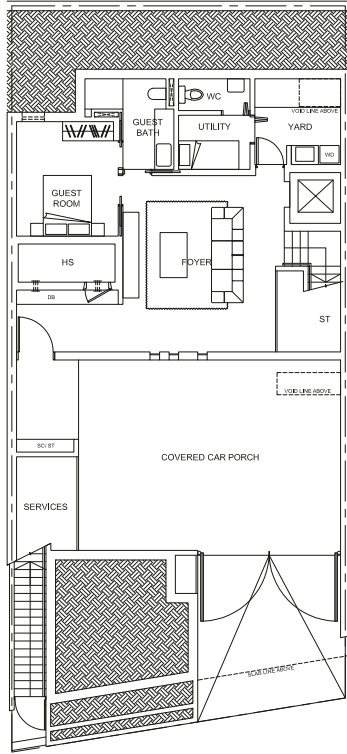 WC
VOID LINE ABOVE
GUEST
BATH
UTILITY
YARD
WD
GUEST
ROOM
HS
FOYER
DB
ST
VOID LINE ABOVE
SC/ ST
COVERED CAR PORCH
SERVICES
SLAB LINE ABOVE